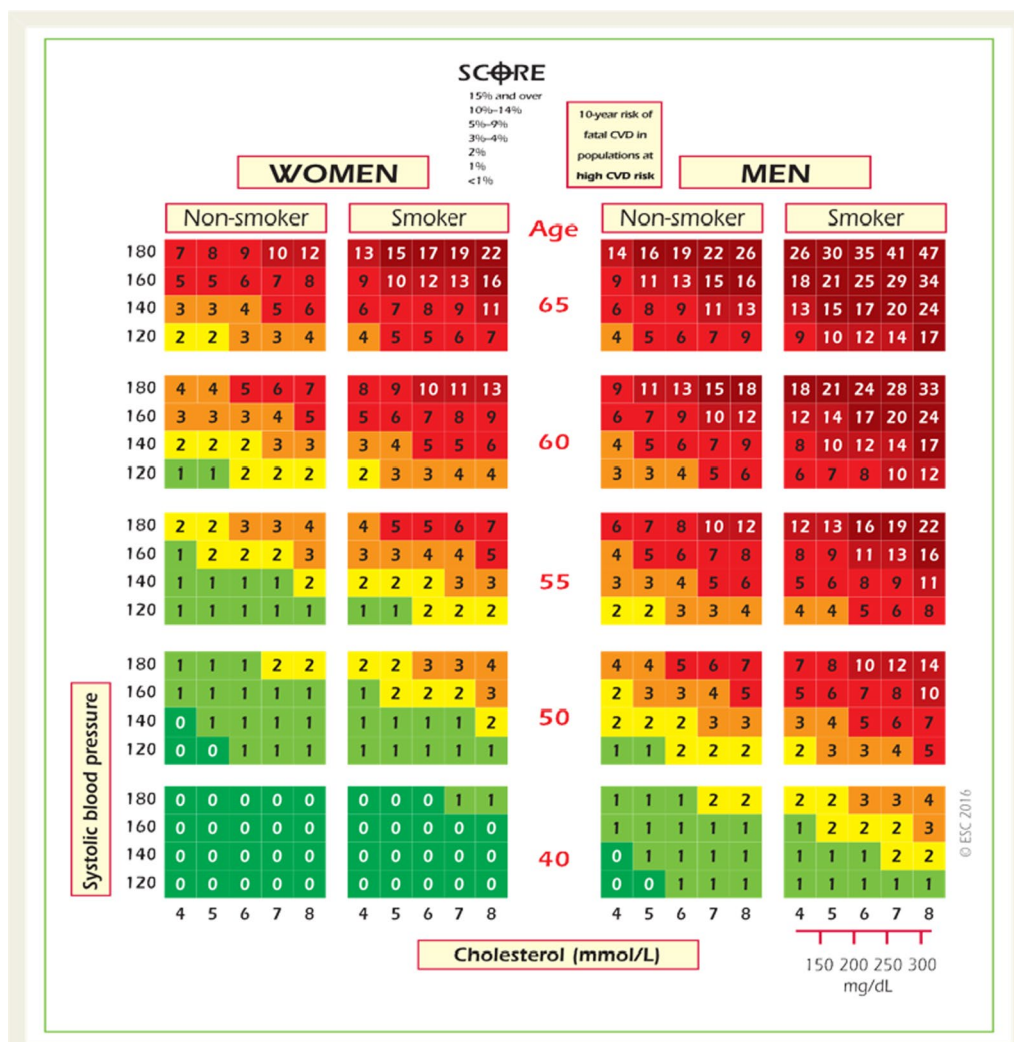 SCORE
15% and over
10%–14%
5%–9%
3%–4%
2%
1%
<1%
10-year risk of
fatal CVD in
populations at
high CVD risk
WOMEN MEN
Non-smoker Smoker Age Non-smoker Smoker
180 7 8 9 10 12 13 15 17 19 22 14 16 19 22 26 26 30 35 41 47
160 5 5 6 7 8 9 10 12 13 16 9 11 13 15 16 18 21 25 29 34
140 3 3 4 5 6 6 7 8 9 11 65 6 8 9 11 13 13 15 17 20 24
120 2 2 3 3 4 4 5 5 6 7 4 5 6 7 9 9 10 12 14 17
180 4 4 5 6 7 8 9 10 11 13 9 11 13 15 18 18 21 24 28 33
160 3 3 3 4 5 5 6 7 8 9 6 7 9 10 12 12 14 17 20 24
140 2 2 2 3 3 3 4 5 5 6 60 4 5 6 7 9 8 10 12 14 17
120 1 1 2 2 2 2 3 3 4 4 3 3 4 5 6 6 7 8 10 12
180 2 2 3 3 4 4 5 5 6 7 6 7 8 10 12 12 13 16 19 22
160 1 2 2 2 3 3 3 4 4 5 4 5 6 7 8 8 9 11 13 16
140 1 1 1 1 2 2 2 2 3 3 55 3 3 4 5 6 5 6 8 9 11
120 1 1 1 1 1 1 1 2 2 2 2 2 3 3 4 4 4 5 6 8
180 1 1 1 2 2 2 2 3 3 4 4 4 5 6 7 7 8 10 12 14
160 1 1 1 1 1 1 2 2 2 3 2 3 3 4 5 5 6 7 8 10
140 0 1 1 1 1 1 1 1 1 2 50 2 2 2 3 3 3 4 5 6 7
120 0 0 1 1 1 1 1 1 1 1 1 1 2 2 2 2 3 3 4 5
180 0 0 0 0 0 0 0 0 1 1 1 1 1 2 2 2 2 3 3 4
160 0 0 0 0 0 0 0 0 0 0 1 1 1 1 1 1 2 2 2 3
140 0 0 0 0 0 0 0 0 0 0 40 0 1 1 1 1 1 1 1 2 2
120 0 0 0 0 0 0 0 0 0 0 0 0 1 1 1 1 1 1 1 1
4 5 6 7 8 4 5 6 7 8 4 5 6 7 8 4 5 6 7 8
Systolic blood pressure
Cholesterol (mmol/L)
150 200 250 300
mg/dL
© ESC 2016